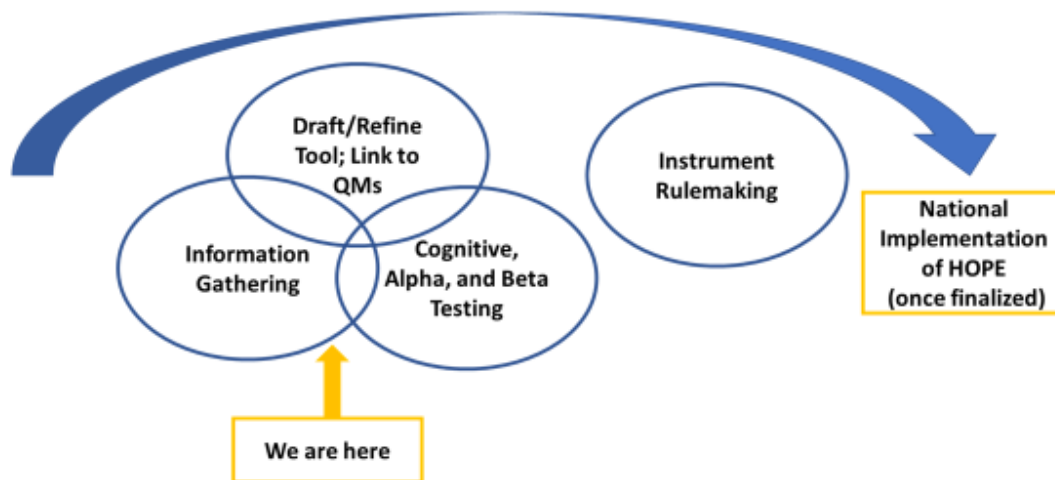 Draft/Refine
Tool; Link to
QMs
Information
Gathering
Cognitive,
Alpha, and Beta
Testing
Instrument
Rulemaking
National
Implementation
of HOPE
(once finalized)
We are here